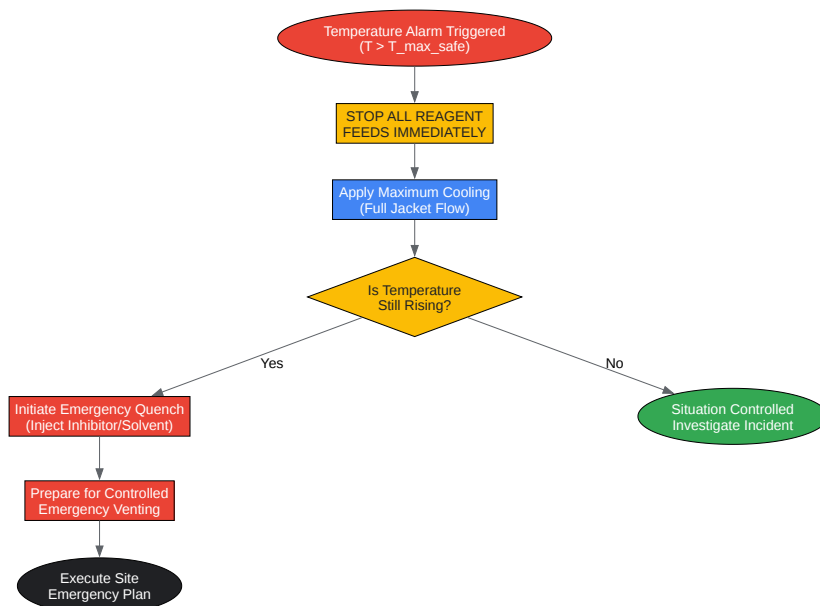 Temperature Alarm Triggered
(T > T_max_safe)
STOP ALL REAGENT
FEEDS IMMEDIATELY
Apply Maximum Cooling
(Full Jacket Flow)
Is Temperature
Still Rising?
Yes
No
Initiate Emergency Quench
(Inject Inhibitor/Solvent)
Situation Controlled
Investigate Incident
Prepare for Controlled
Emergency Venting
Execute Site
Emergency Plan